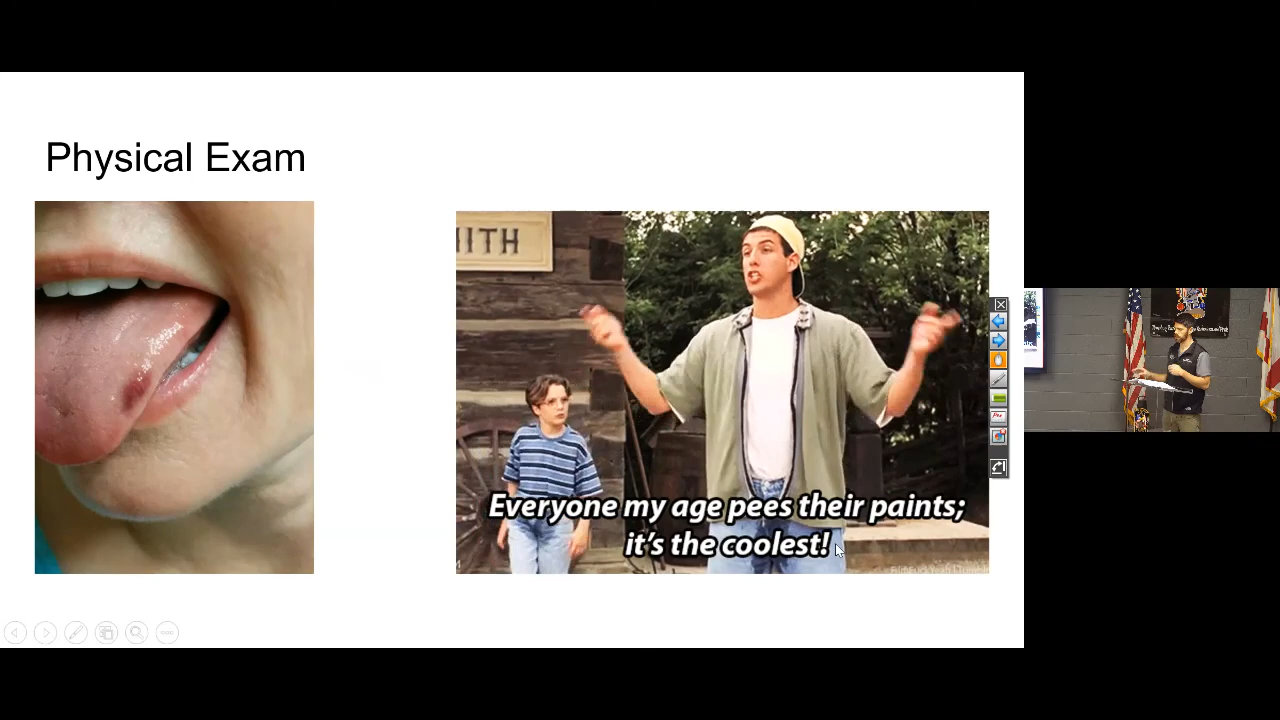 Physical Exam
ITH
Everyone my age pees their paints;
it's the coolest!